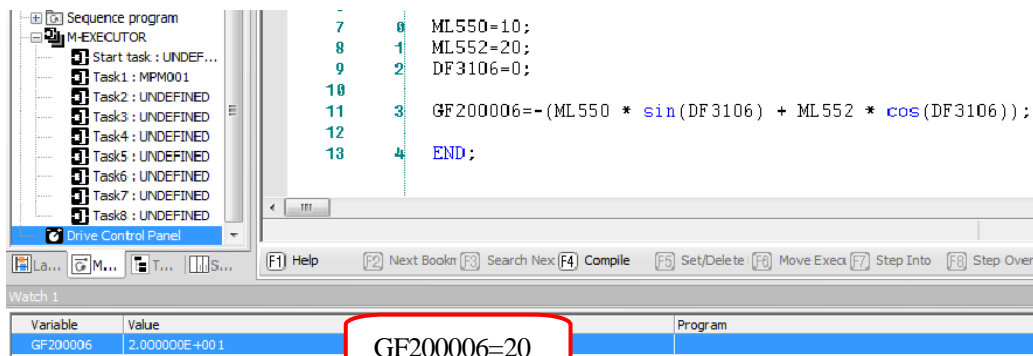 Sequence program
M-EXECUTOR
Start task : UNDEF...
Task1 : MPM001
Task2 : UNDEFINED
Task3 : UNDEFINED
Task4 : UNDEFINED
Task5 : UNDEFINED
Task6 : UNDEFINED
Task7 : UNDEFINED
Task8 : UNDEFINED
Drive Control Panel
La... M... T... S...
7 0 ML550=10;
8 1 ML552=20;
9 2 DF3106=0;
10
11 3 GF200006=-(ML550 * sin(DF3106) + ML552 * cos(DF3106));
12
13 4 END;
F1 Help F2 Next Bookm F3 Search Nex F4 Compile F5 Set/Delete F6 Move Exec F7 Step Into F8 Step Over
Watch 1
Variable Value Program
GF200006 2.000000E+001
GF200006=20